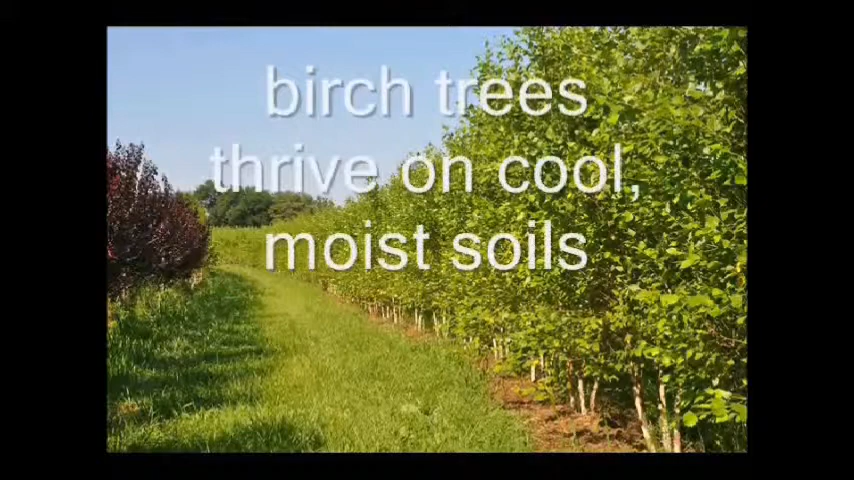 birch trees
thrive on cool,
moist soils